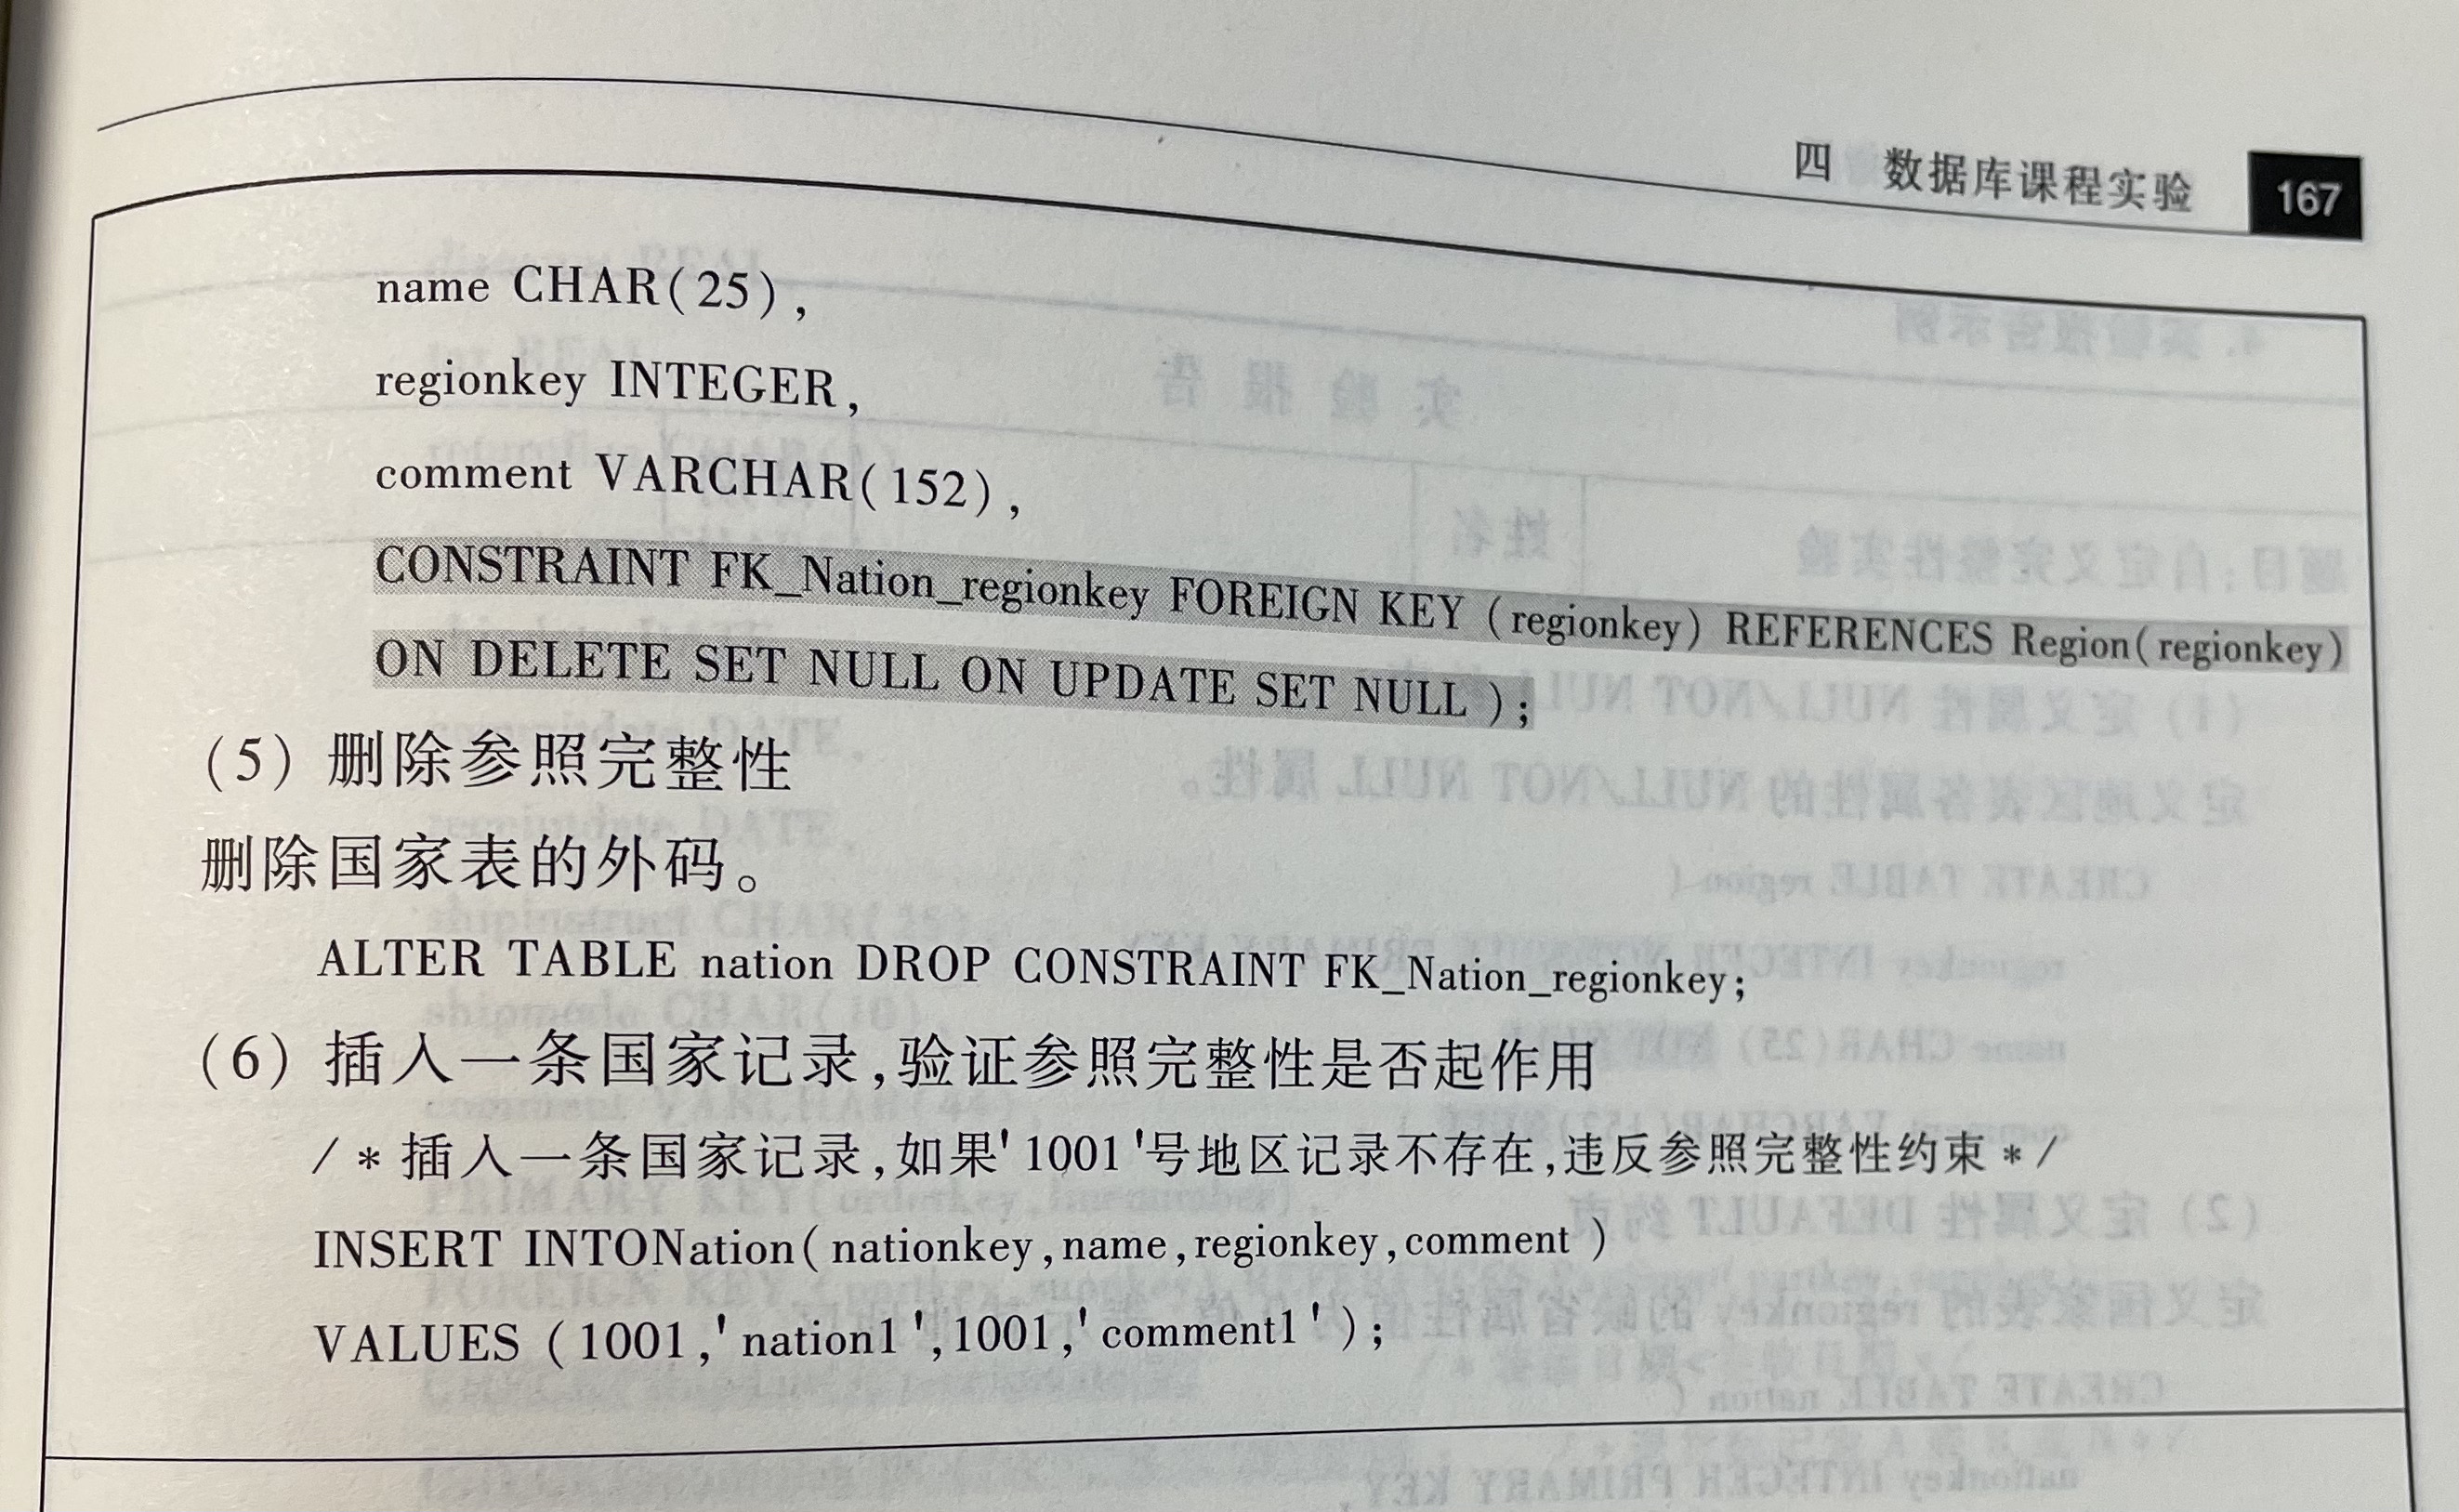 四 数据库课程实验 167
name CHAR(25),
regionkey INTEGER,
comment VARCHAR(152),
CONSTRAINT FK_Nation_regionkey FOREIGN KEY (regionkey) REFERENCES Region(regionkey)
ON DELETE SET NULL ON UPDATE SET NULL );
(5) 删除参照完整性
删除国家表的外码。
ALTER TABLE nation DROP CONSTRAINT FK_Nation_regionkey;
(6) 插入一条国家记录,验证参照完整性是否起作用
/*插入一条国家记录,如果'1001'号地区记录不存在,违反参照完整性约束*/
INSERT INTONation(nationkey,name,regionkey,comment )
VALUES (1001,'nation1',1001,'comment1');